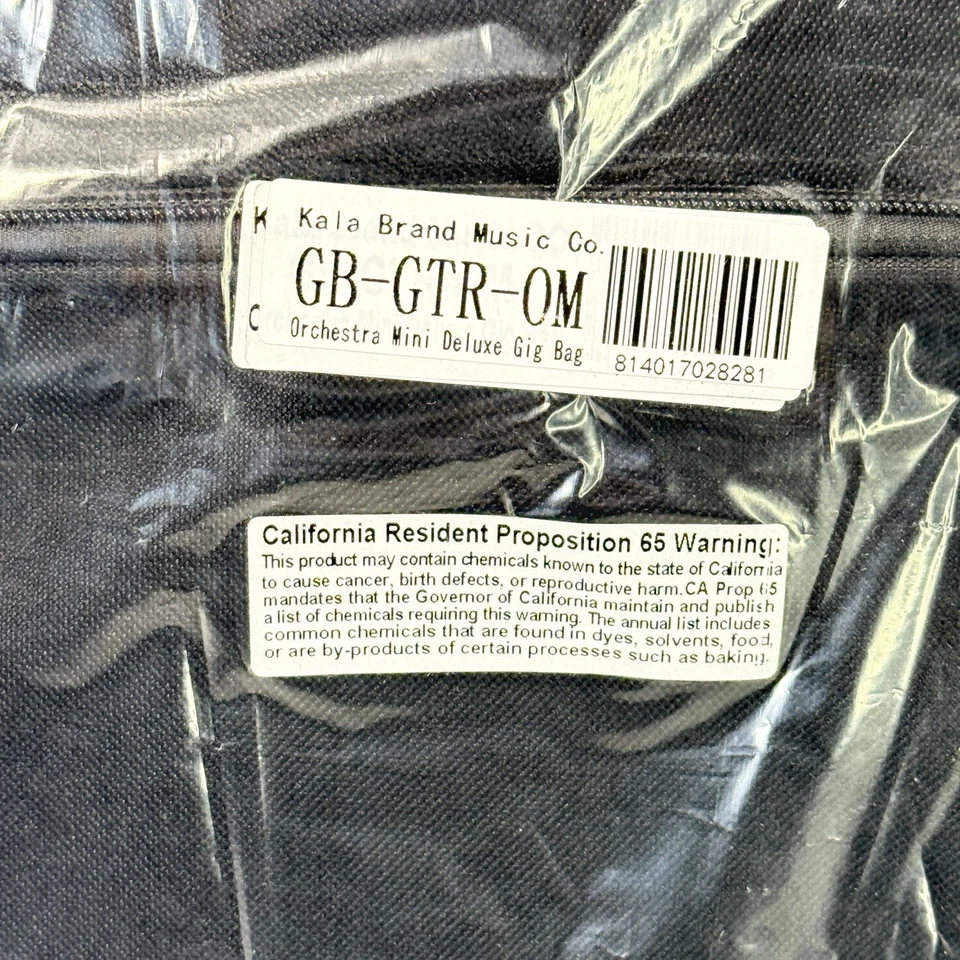 K Kala Brand Music Co.
GB-GTR-OM
Orchestra Mini Deluxe Gig Bag
814017028281
California Resident Proposition 65 Warning:
This product may contain chemicals known to the state of California
to cause cancer, birth defects, or reproductive harm.CA Prop 65
mandates that the Governor of California maintain and publish
a list of chemicals requiring this warning. The annual list includes
common chemicals that are found in dyes, solvents, food,
or are by-products of certain processes such as baking.